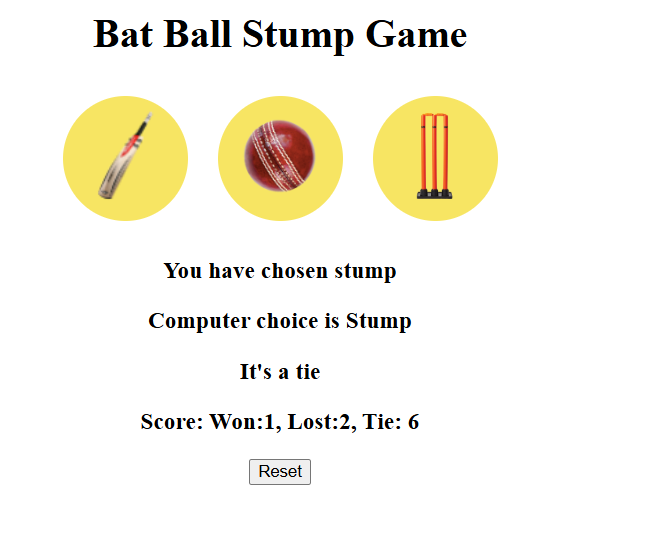 Bat Ball Stump Game
You have chosen stump
Computer choice is Stump
It's a tie
Score: Won:1, Lost:2, Tie: 6
Reset